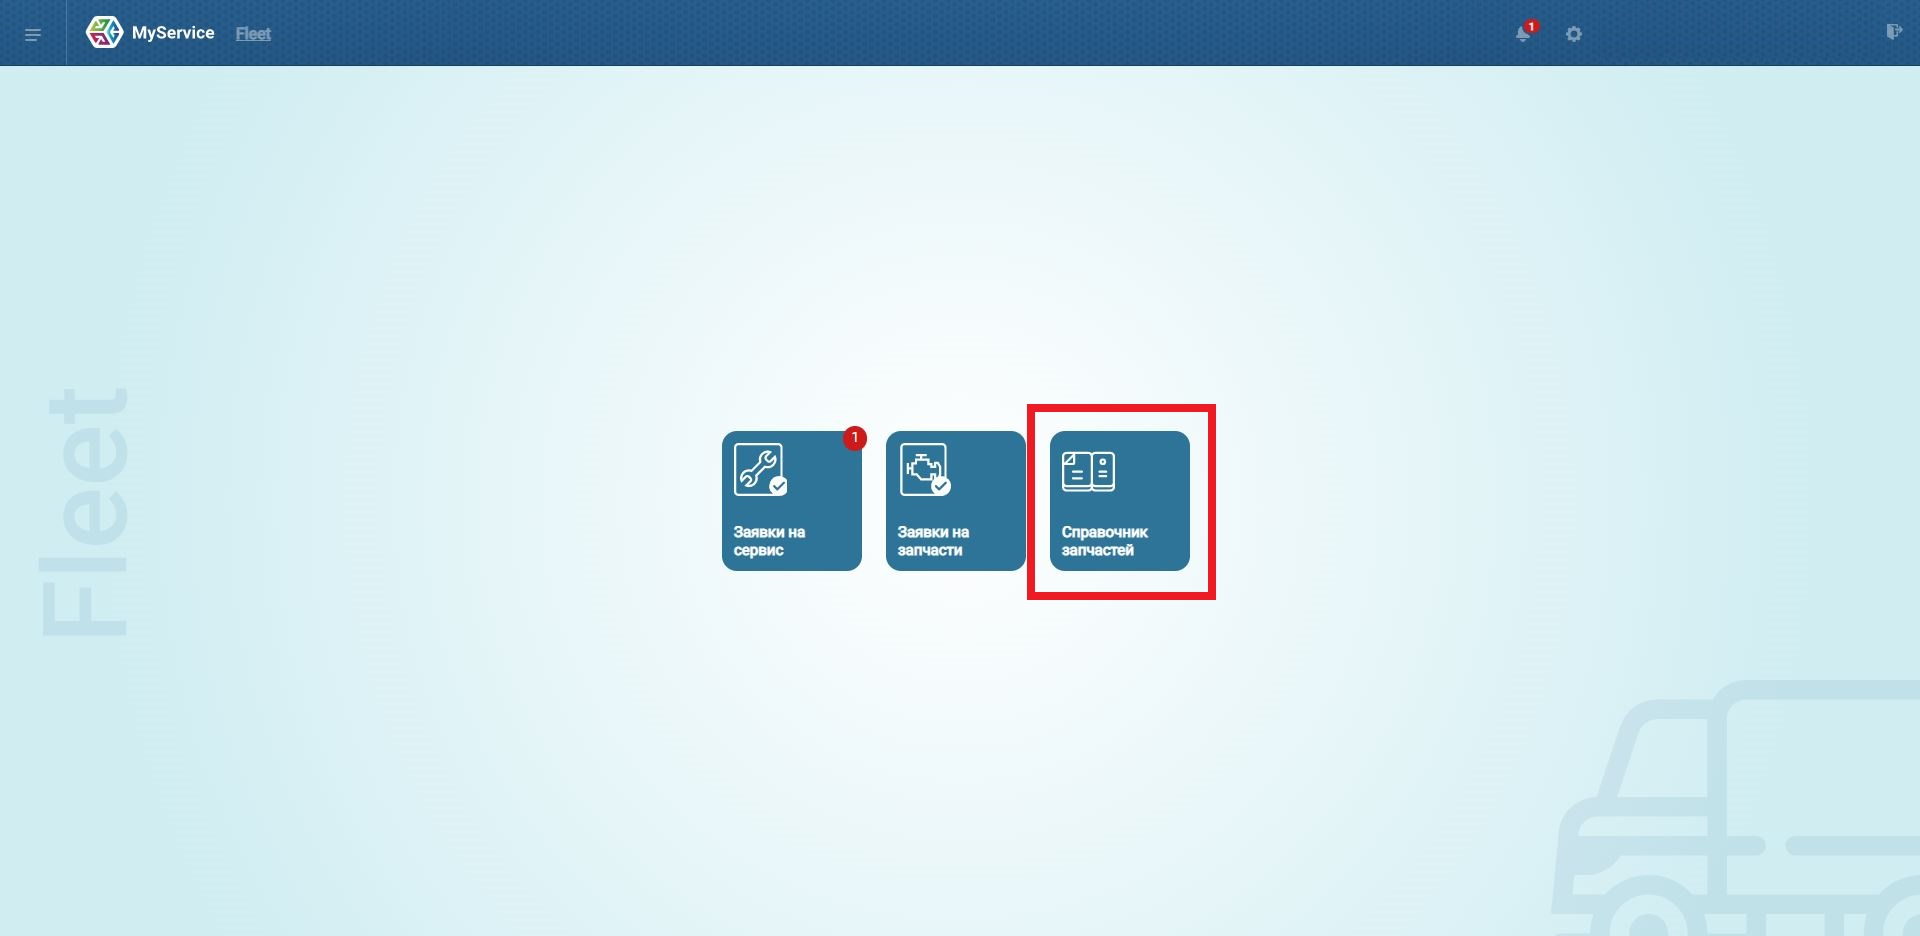 MyService Fleet
1
Fleet
1
Заявки на
сервис
Заявки на
запчасти
Справочник
запчастей